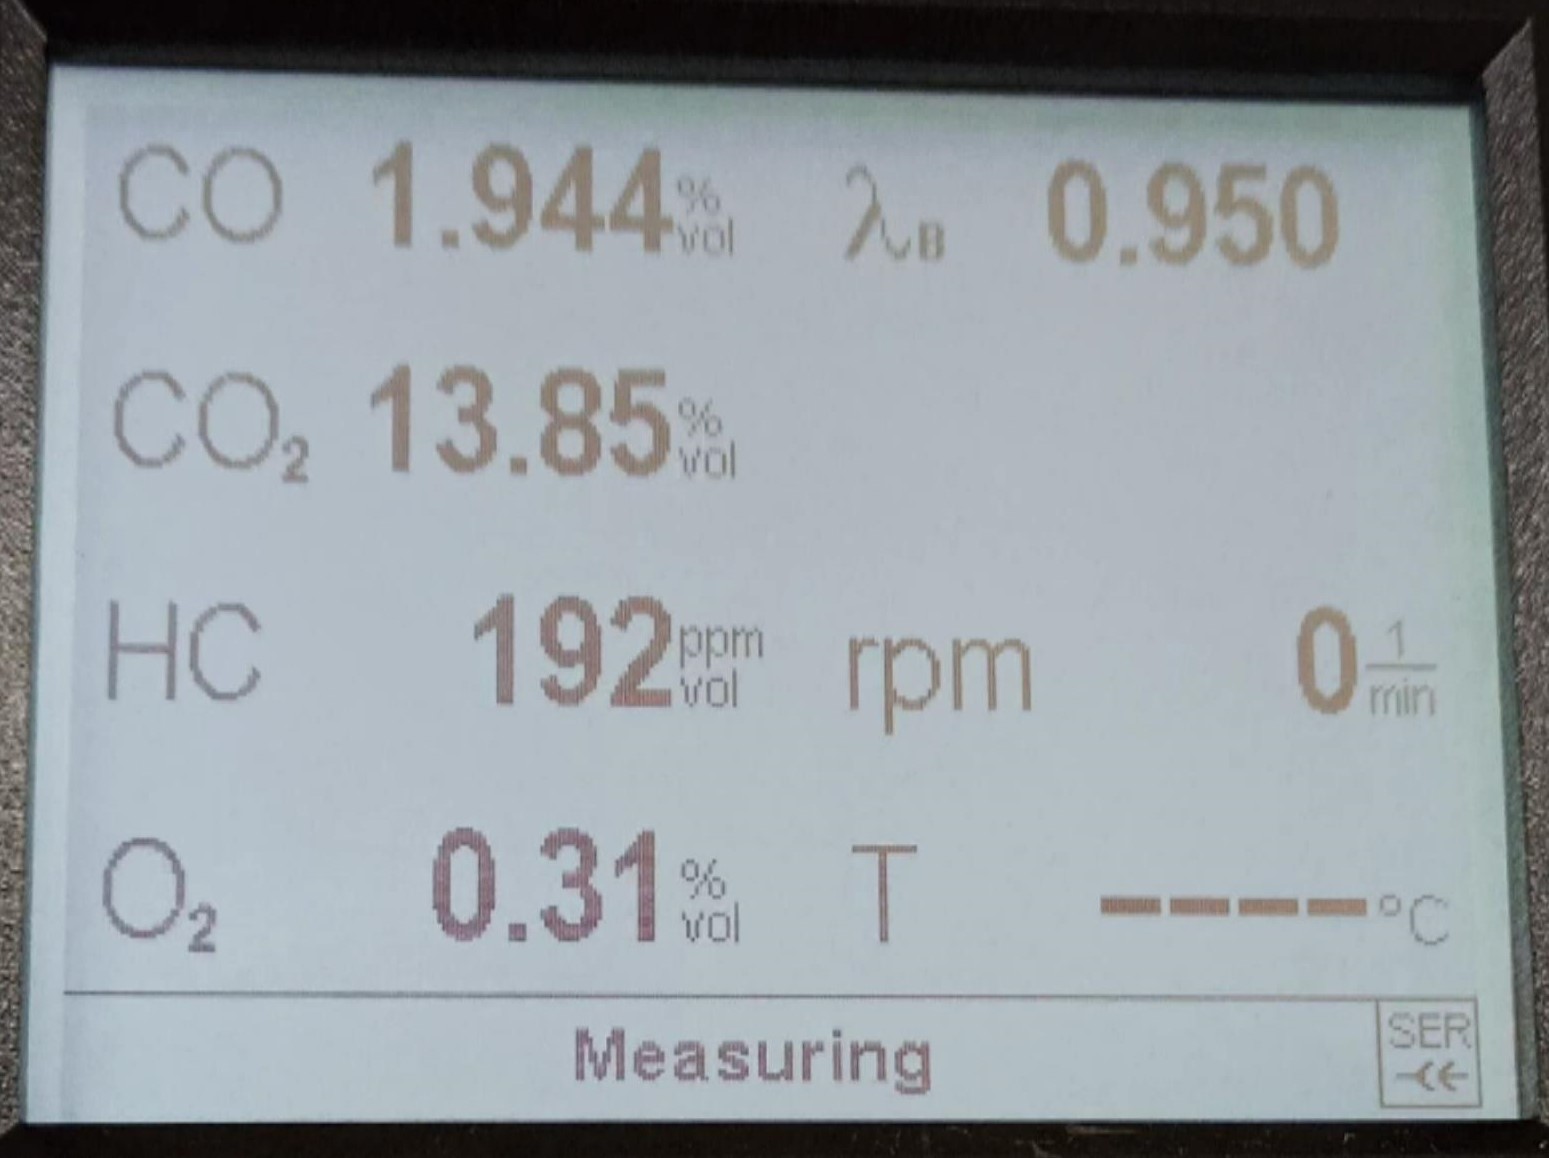 CO 1.944 % vol λB 0.950
CO2 13.85 % vol
HC 192 ppm vol rpm 0 1/min
O2 0.31 % vol T ---- °C
Measuring SER